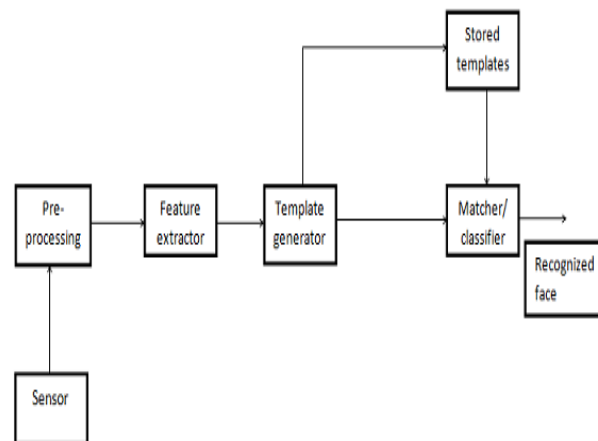 Stored
templates
Pre-
processing
Feature
extractor
Template
generator
Matcher/
classifier
Recognized
face
Sensor